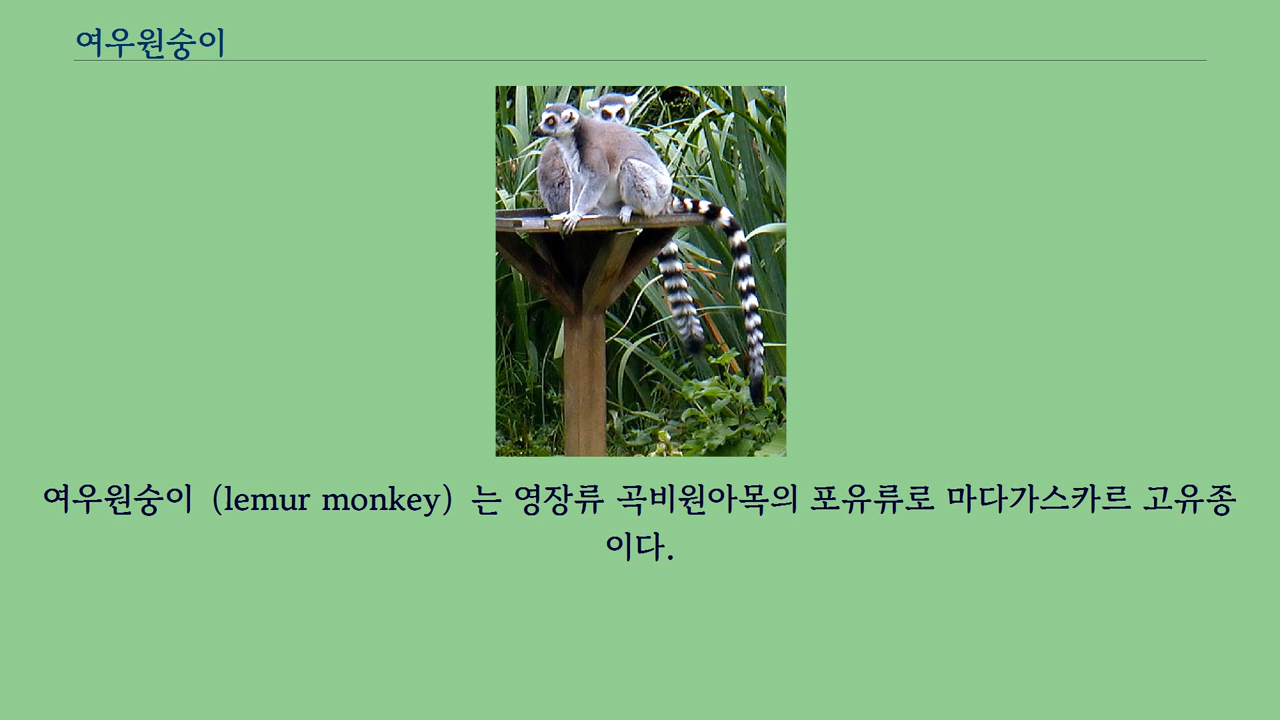 여우원숭이
여우원숭이 (lemur monkey) 는 영장류 곡비원아목의 포유류로 마다가스카르 고유종
이다.